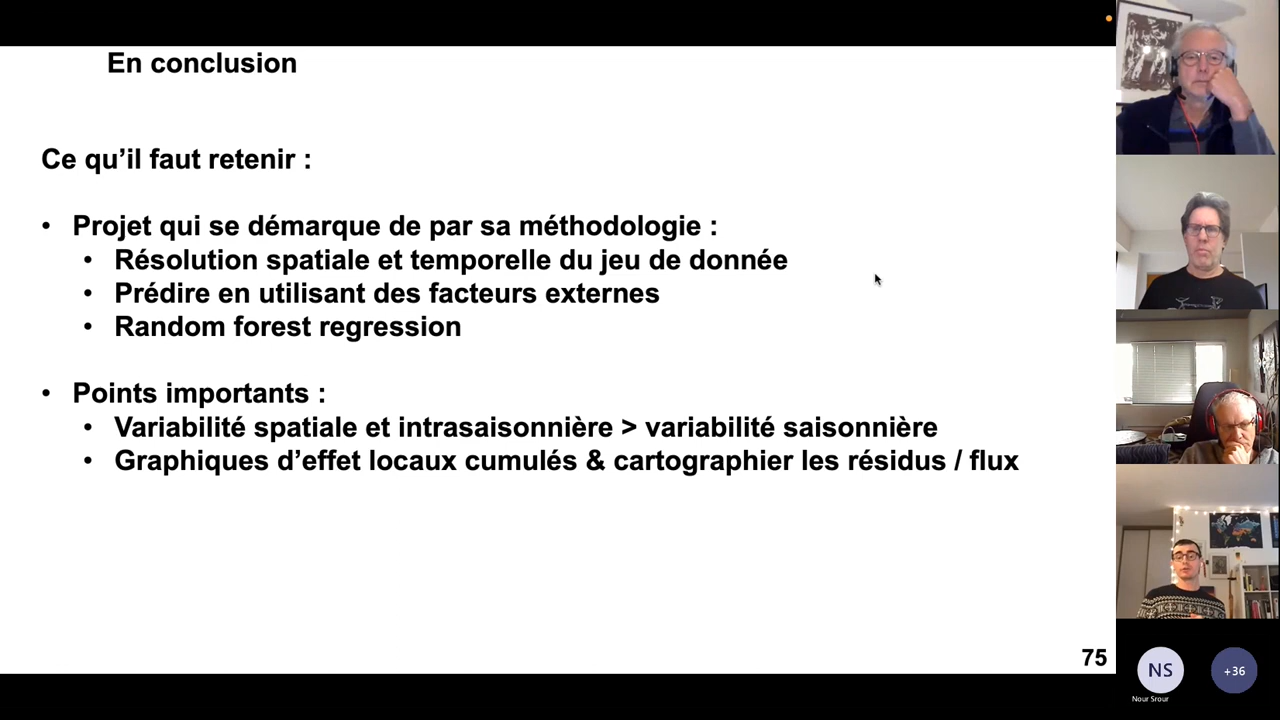 En conclusion
Ce qu’il faut retenir :
• Projet qui se démarque de par sa méthodologie :
• Résolution spatiale et temporelle du jeu de donnée
• Prédire en utilisant des facteurs externes
• Random forest regression
• Points importants :
• Variabilité spatiale et intrasaisonnière > variabilité saisonnière
• Graphiques d’effet locaux cumulés & cartographier les résidus / flux
75
NS
Nour Srour
+36